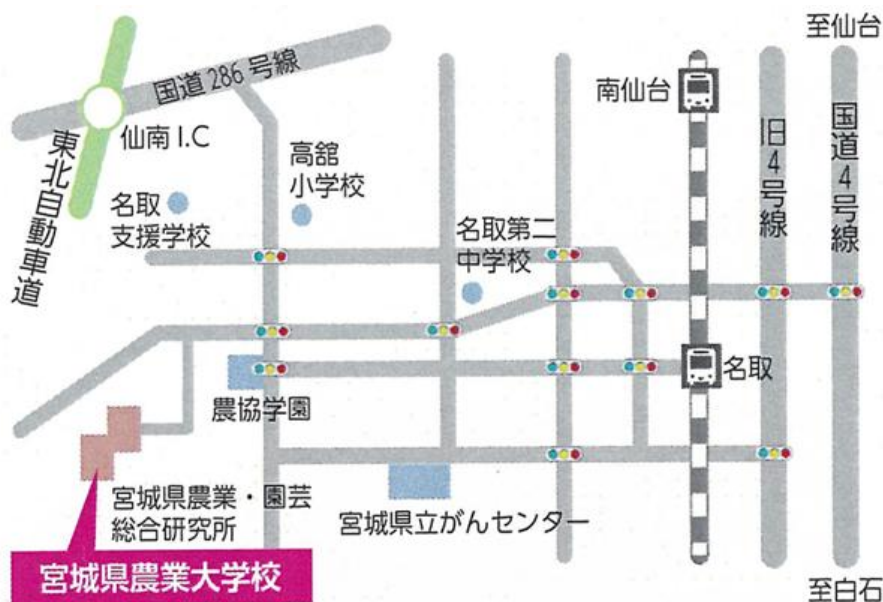 至仙台
国道286号線
仙南I.C
東北自動車道
南仙台
旧4号線
国道4号線
高舘
小学校
名取
支援学校
名取第二
中学校
名取
農協学園
宮城県農業・園芸
総合研究所
宮城県立がんセンター
宮城県農業大学校
至白石